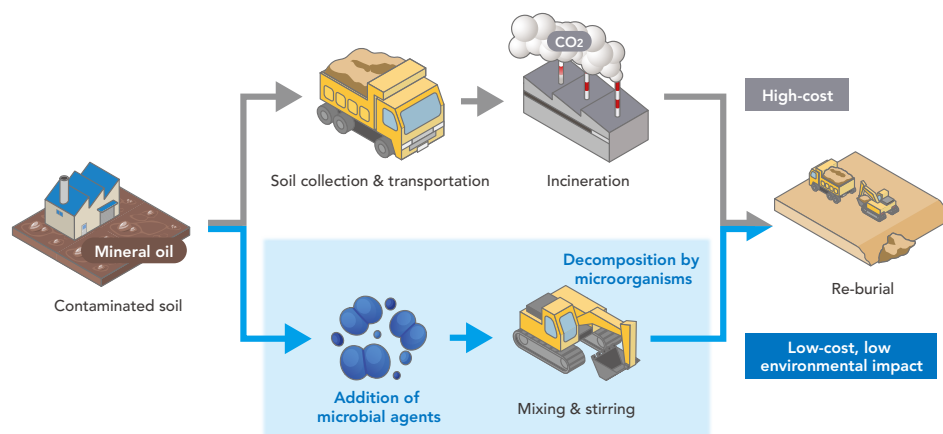 CO2
High-cost
Soil collection & transportation
Incineration
Mineral oil
Contaminated soil
Decomposition by
microorganisms
Re-burial
Addition of
microbial agents
Mixing & stirring
Low-cost, low
environmental impact